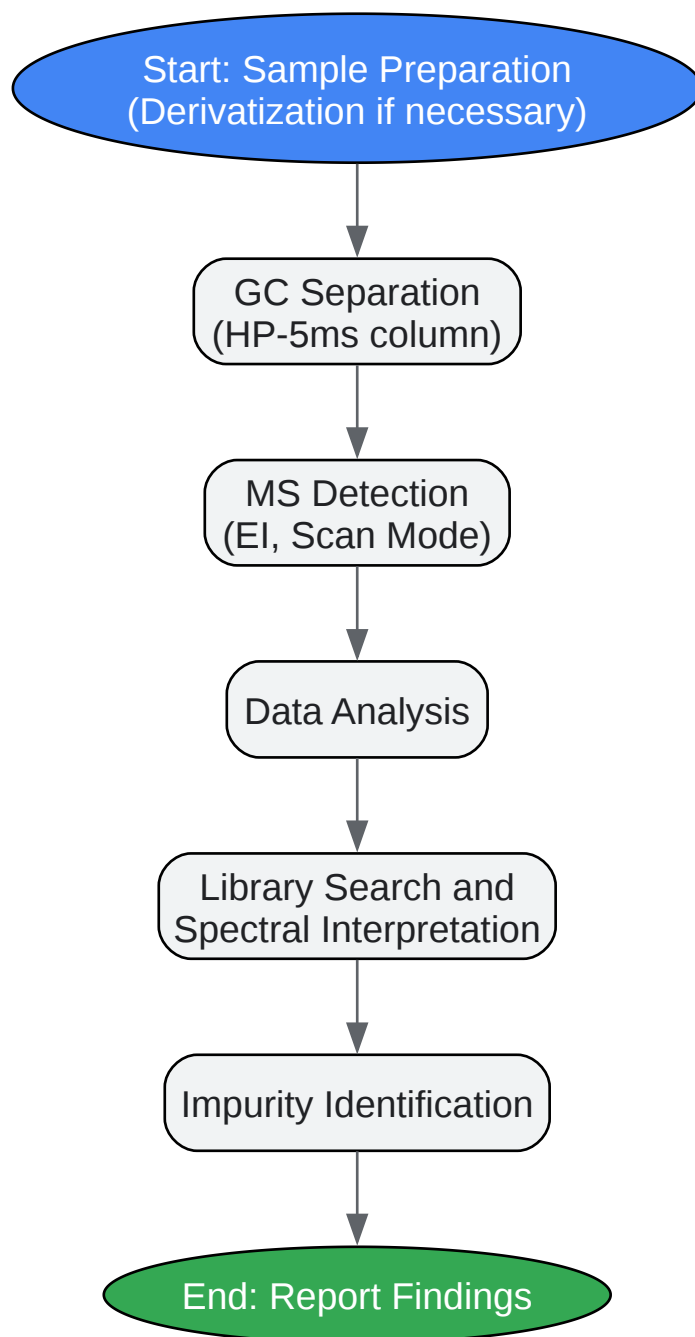 Start: Sample Preparation
(Derivatization if necessary)
GC Separation
(HP-5ms column)
MS Detection
(EI, Scan Mode)
Data Analysis
Library Search and
Spectral Interpretation
Impurity Identification
End: Report Findings